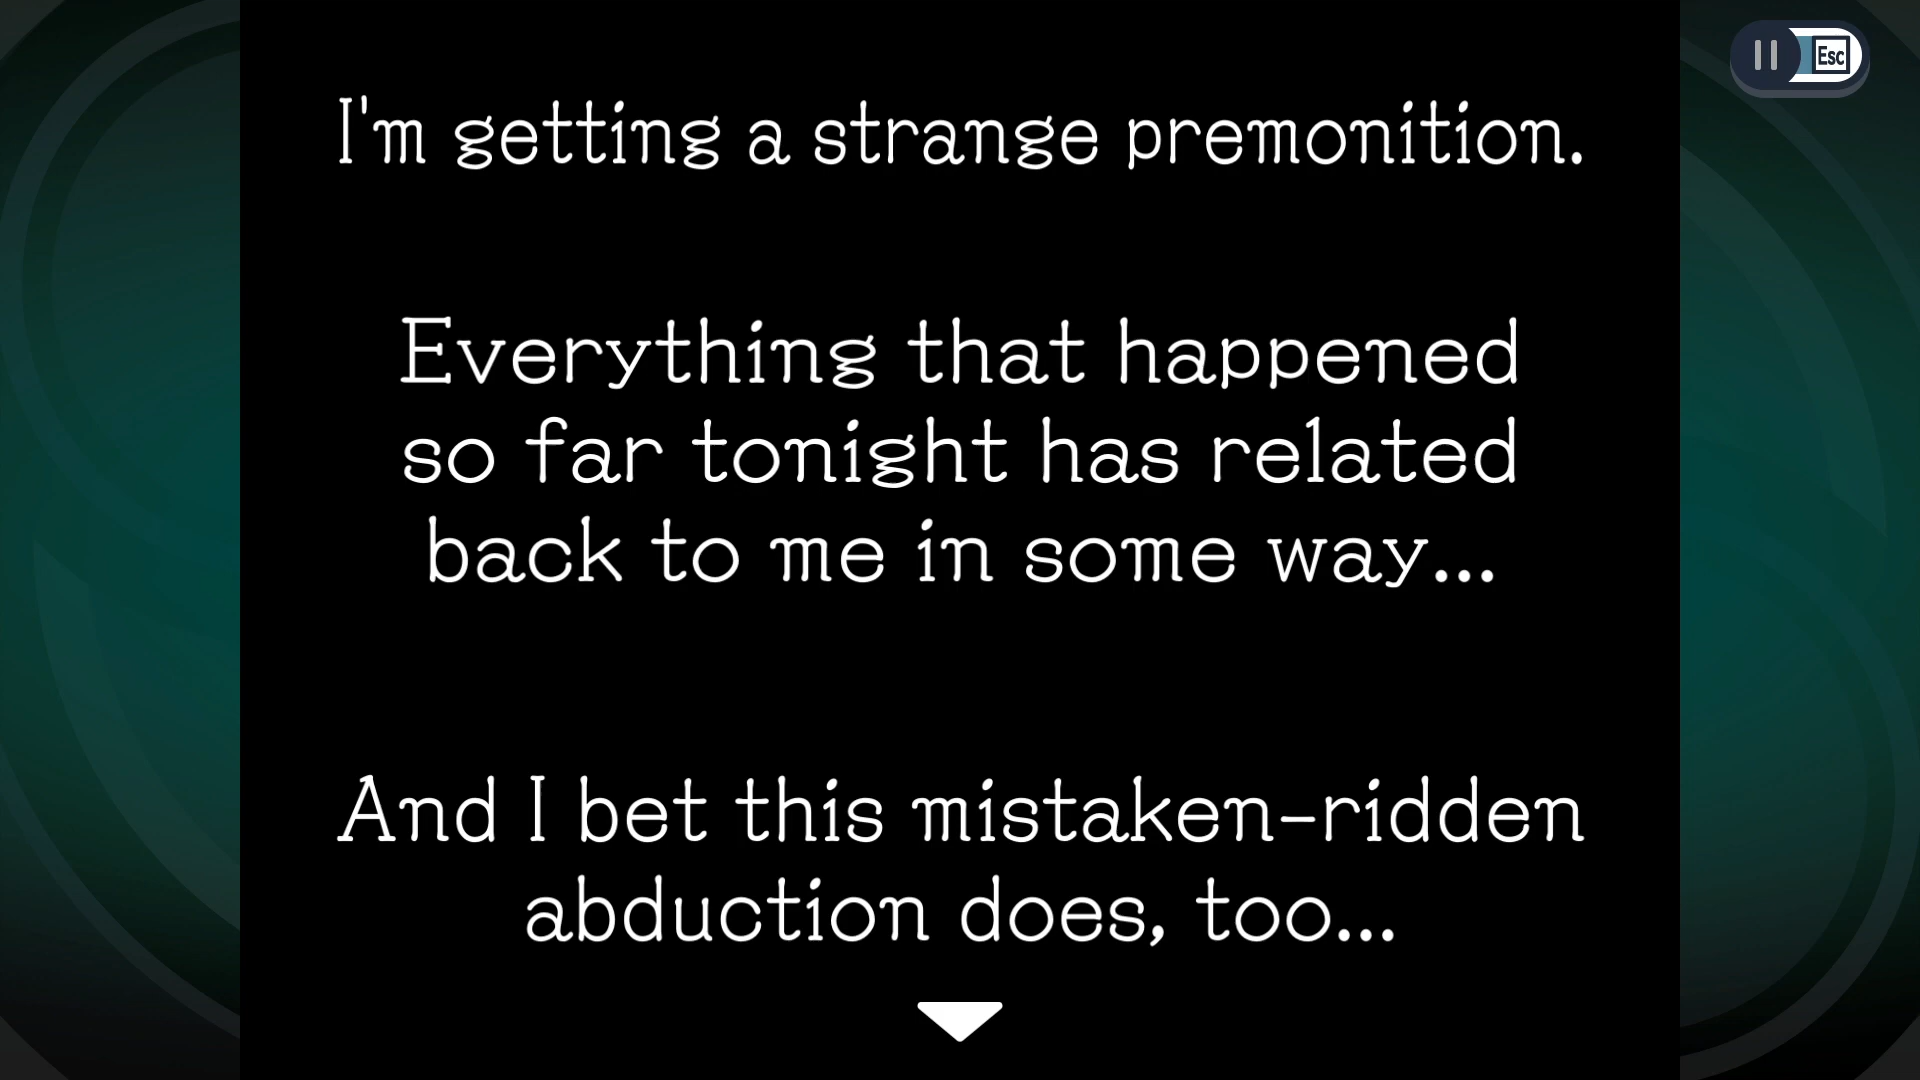 Esc
I'm getting a strange premonition.
Everything that happened
so far tonight has related
back to me in some way...
And I bet this mistaken-ridden
abduction does, too...